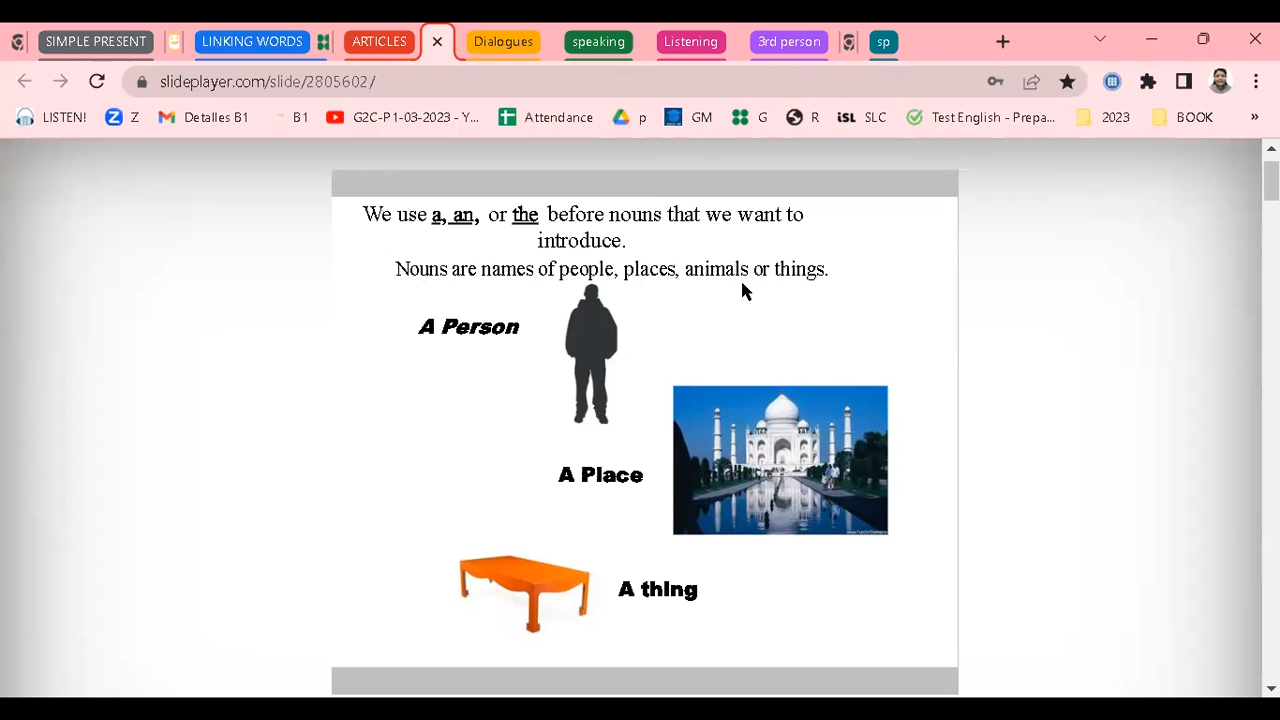 SIMPLE PRESENT LINKING WORDS ARTICLES Dialogues speaking Listening 3rd person sp
slideplayer.com/slide/2805602/
LISTEN! Z Detalles B1 B1 G2C-P1-03-2023 - Y... Attendance p GM G R iSL SLC Test English - Prepa... 2023 BOOK »
We use a, an, or the before nouns that we want to
introduce.
Nouns are names of people, places, animals or things.
A Person
A Place
A thing